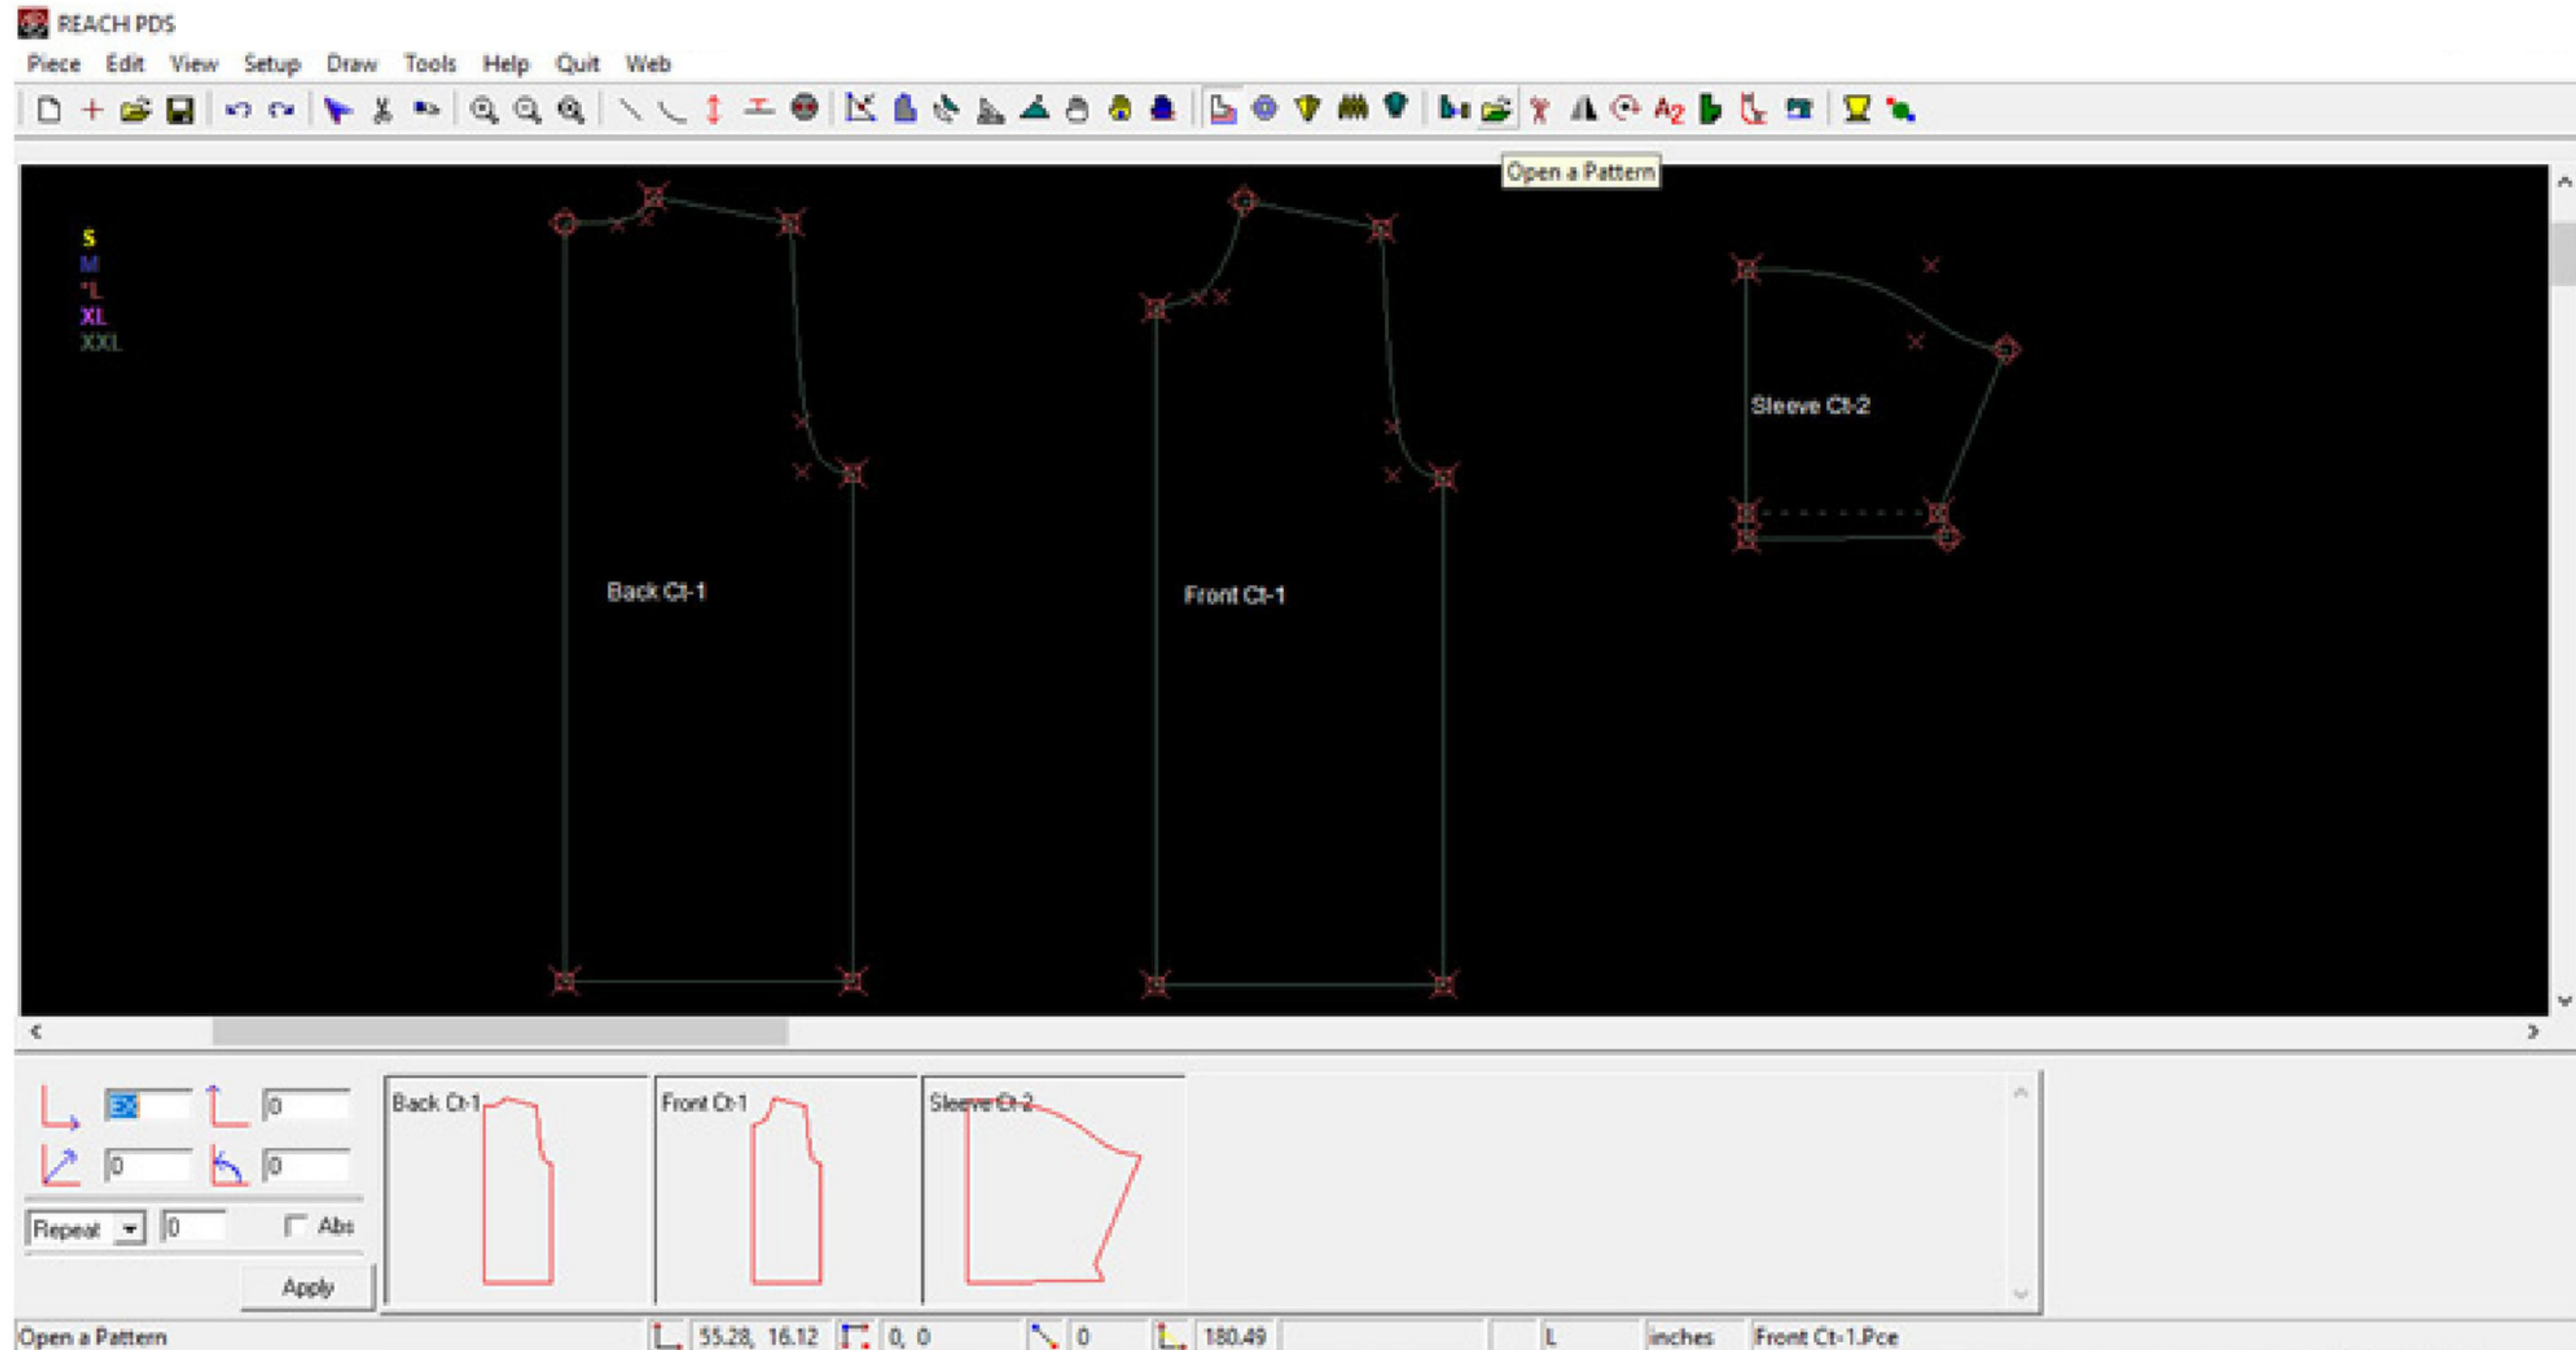 REACH PDS
Piece Edit View Setup Draw Tools Help Quit Web
A2
Open a Pattern
S
M
*L
XL
XXL
Sleeve Ct-2
Back Ct-1
Front Ct-1
EX 0
0 0
Repeat 0 Abs
Apply
Back Ct-1
Front Ct-1
Sleeve Ct-2
Open a Pattern 55.28, 16.12 0, 0 0 180.49 L inches Front Ct-1.Pce